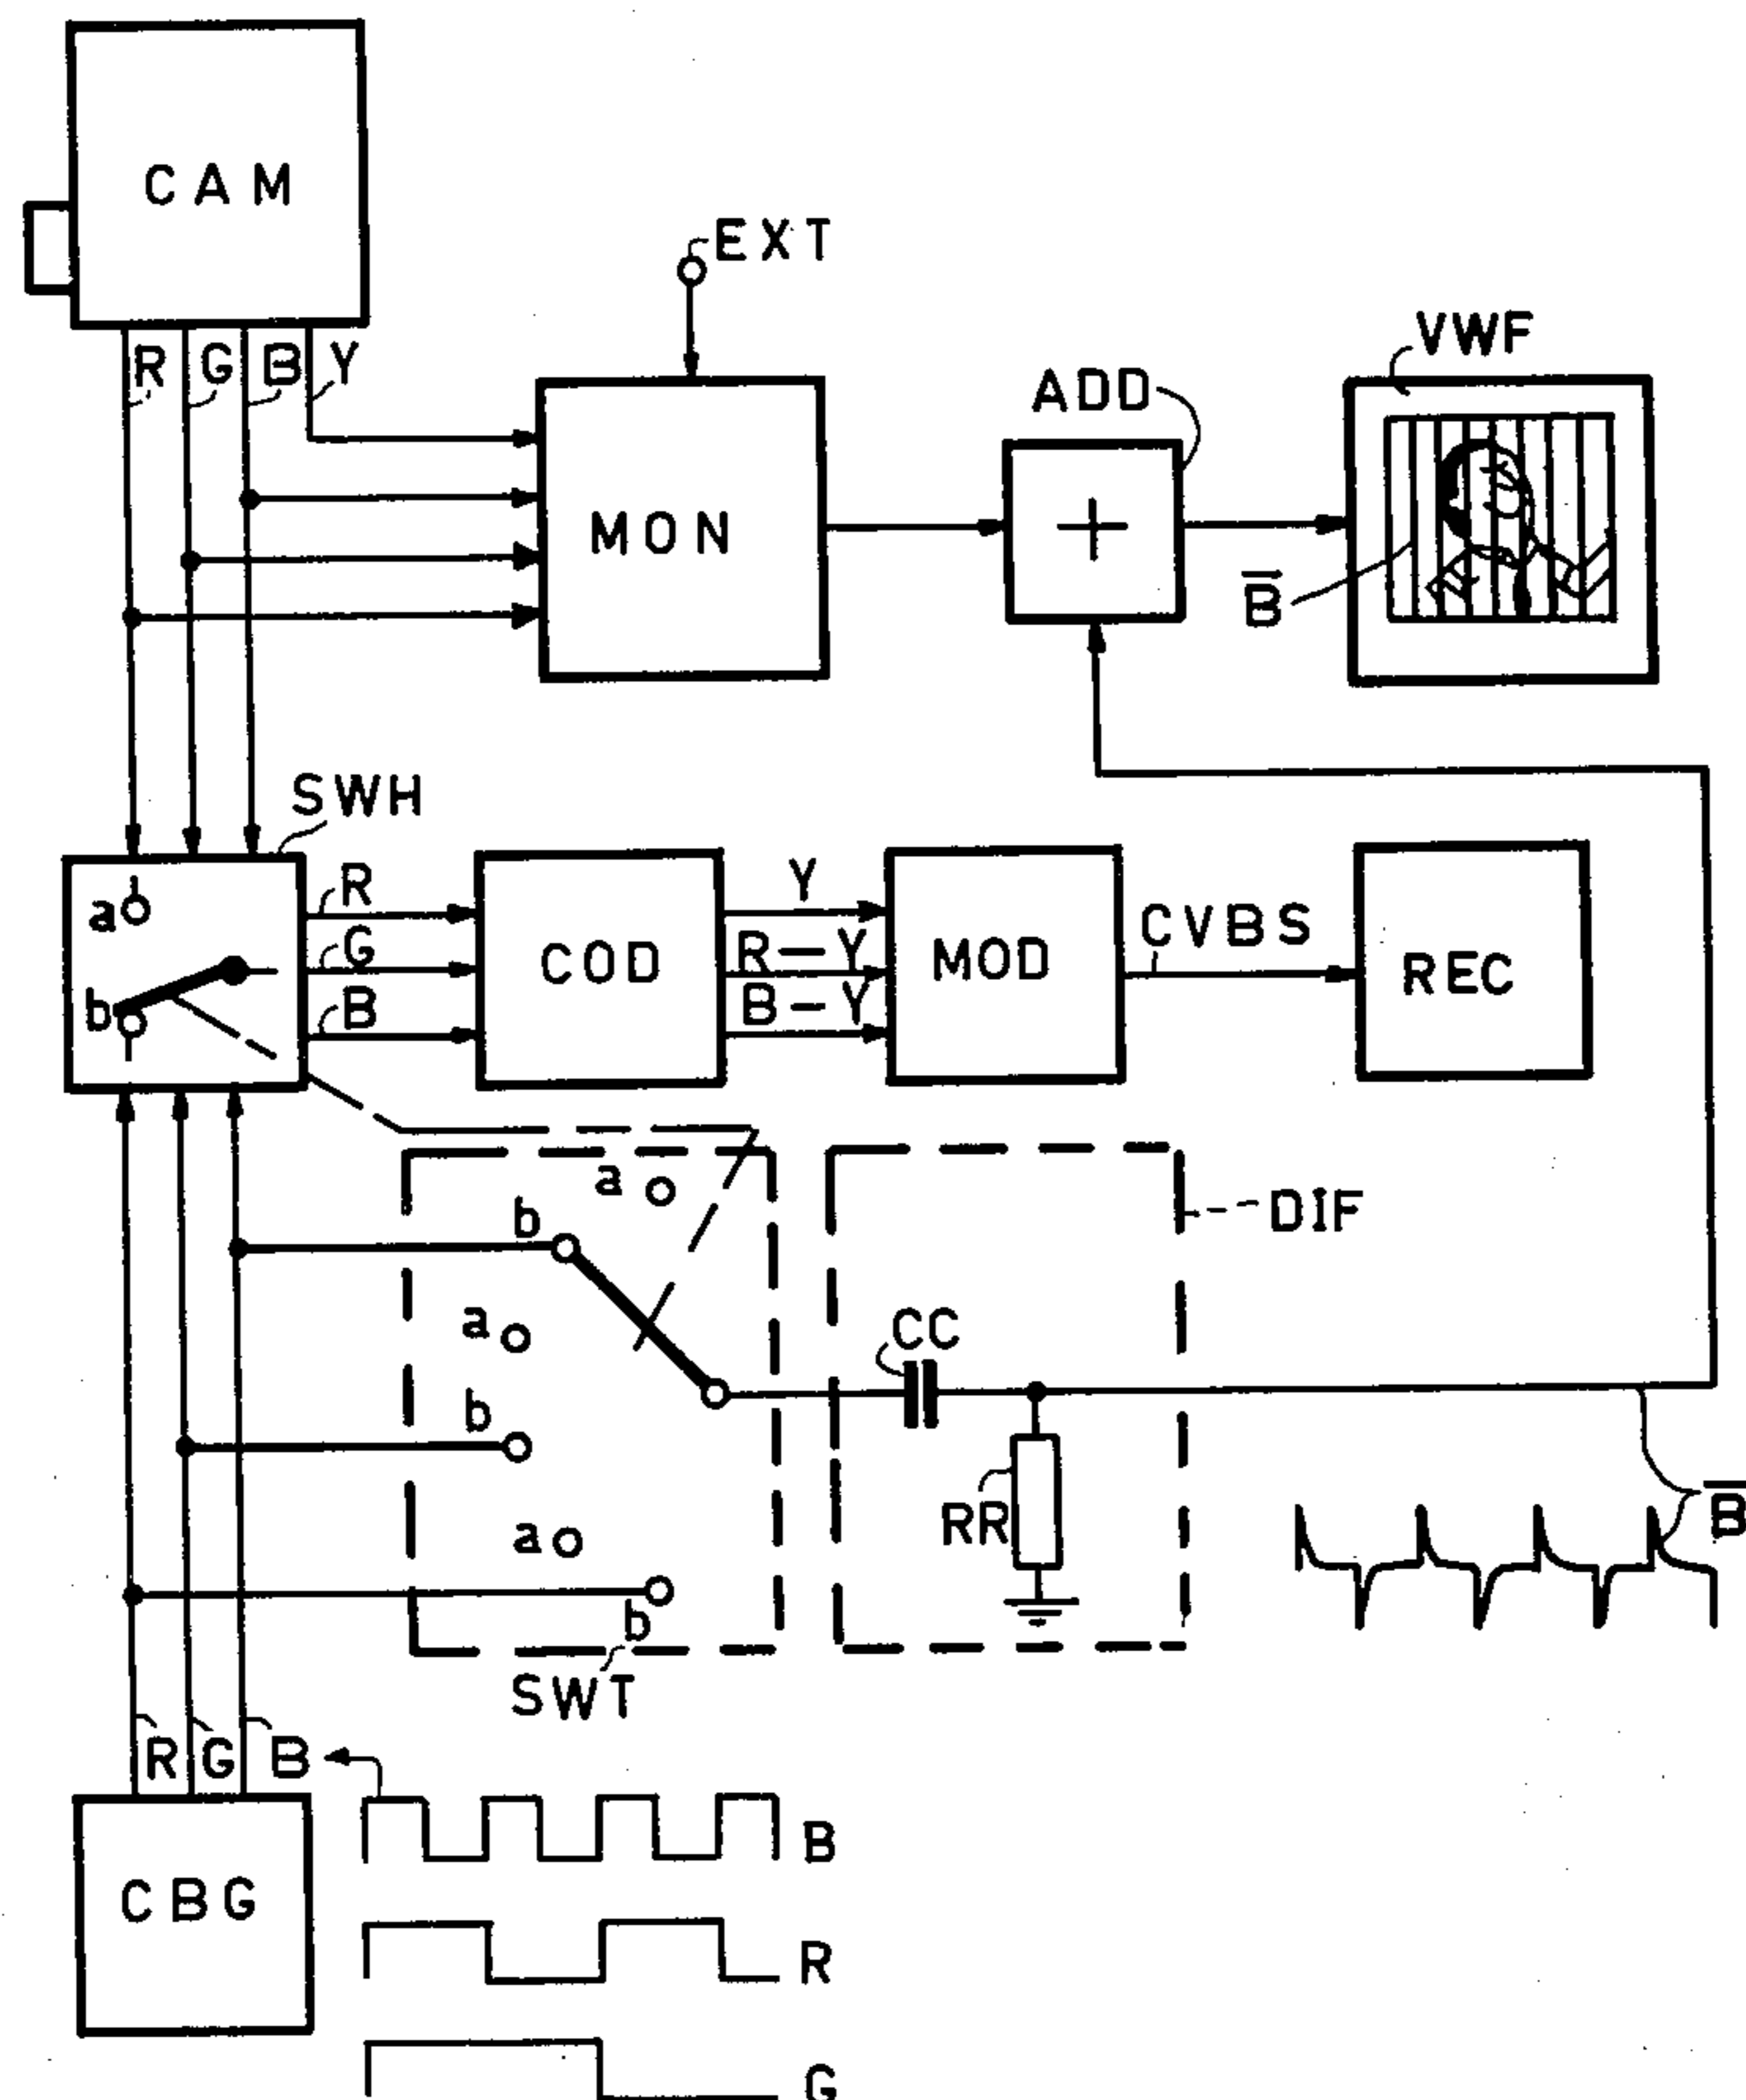 CAM
EXT
R G B Y
VWF
ADD
MON
+
B̅
SWH
a
b
R
G
B
COD
Y
R-Y
B-Y
MOD
CVBS
REC
a
b
DIF
a
CC
b
RR
B̅
a
b
SWT
R G B
B
CBG
R
G